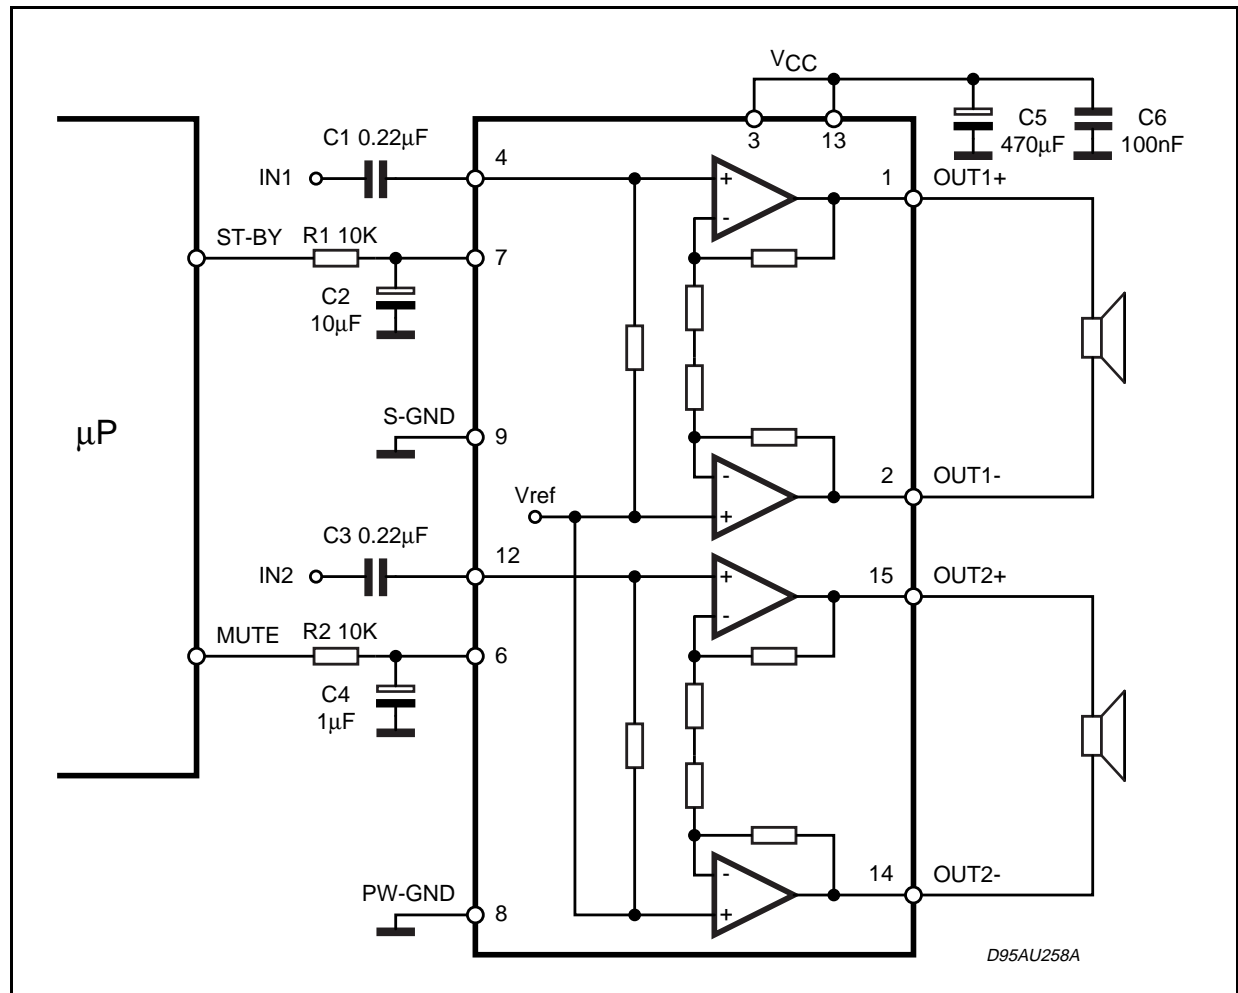 VCC
C1 0.22µF
3
13
C5
470µF
C6
100nF
IN1
4
+
-
1
OUT1+
ST-BY
R1 10K
7
C2
10µF
µP
S-GND
9
Vref
-
+
2
OUT1-
C3 0.22µF
IN2
12
+
-
15
OUT2+
MUTE
R2 10K
6
C4
1µF
PW-GND
8
-
+
14
OUT2-
D95AU258A